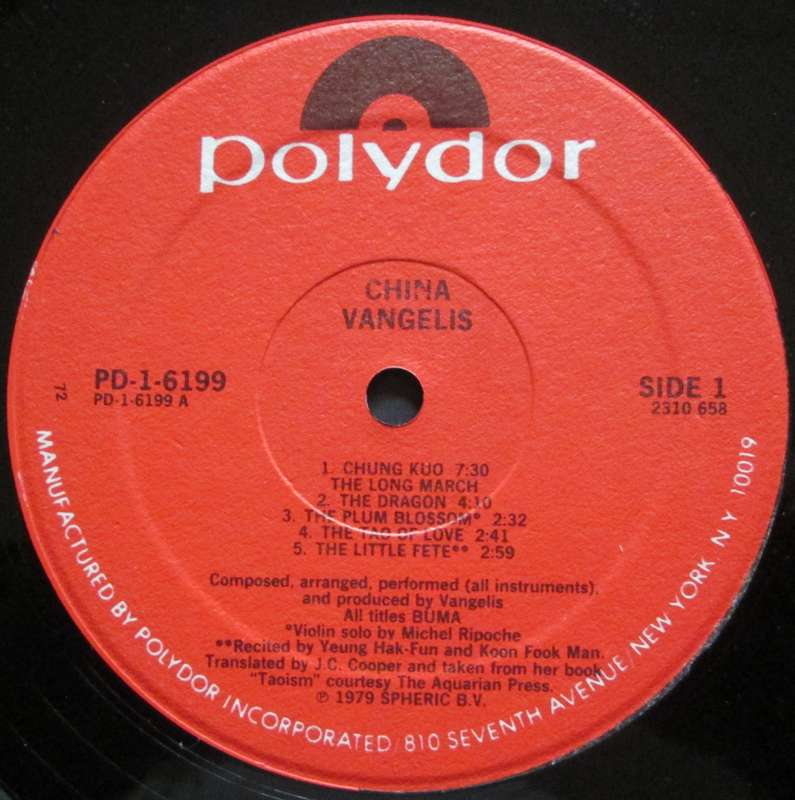 polydor
CHINA
VANGELIS
PD-1-6199
PD-1-6199 A
72
SIDE 1
2310 658
1. CHUNG KUO 7:30
THE LONG MARCH
2. THE DRAGON 4:10
3. THE PLUM BLOSSOM* 2:32
4. THE TAO OF LOVE 2:41
5. THE LITTLE FETE** 2:59
Composed, arranged, performed (all instruments),
and produced by Vangelis
All titles BUMA
*Violin solo by Michel Ripoche
**Recited by Yeung Hak-Fun and Koon Fook Man.
Translated by J.C. Cooper and taken from her book
"Taoism" courtesy The Aquarian Press.
℗ 1979 SPHERIC B.V.
MANUFACTURED BY POLYDOR INCORPORATED/810 SEVENTH AVENUE/NEW YORK NY 10019